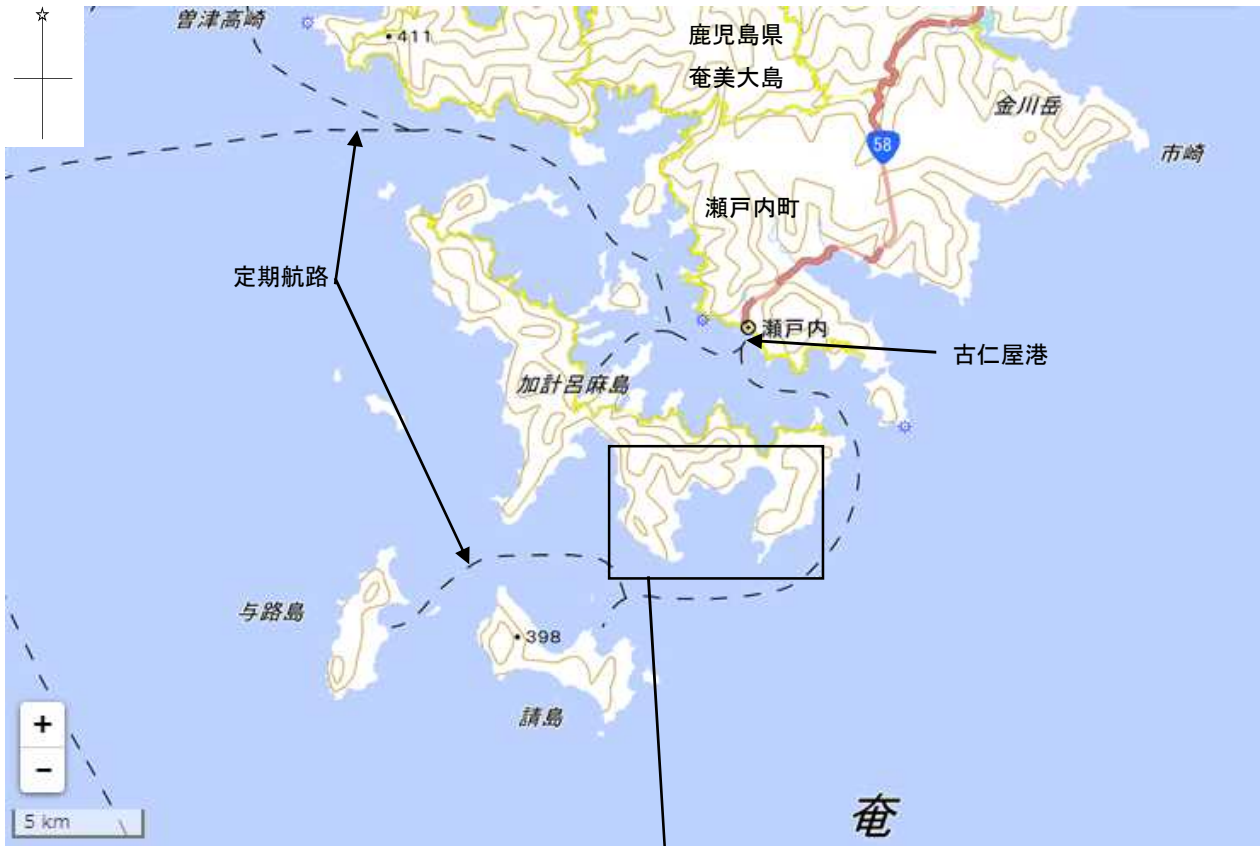 曽津高崎
411
鹿児島県
奄美大島
金川岳
58
市崎
瀬戸内町
定期航路
瀬戸内
古仁屋港
加計呂麻島
与路島
398
請島
+
−
5 km
奄